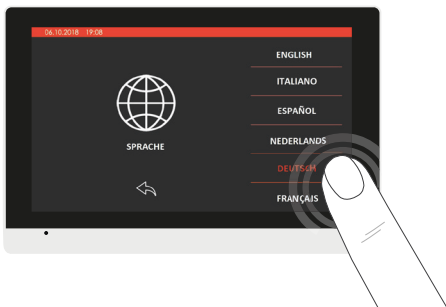 06.10.2018 19:08
ENGLISH
ITALIANO
ESPAÑOL
NEDERLANDS
SPRACHE
DEUTSCH
FRANÇAIS